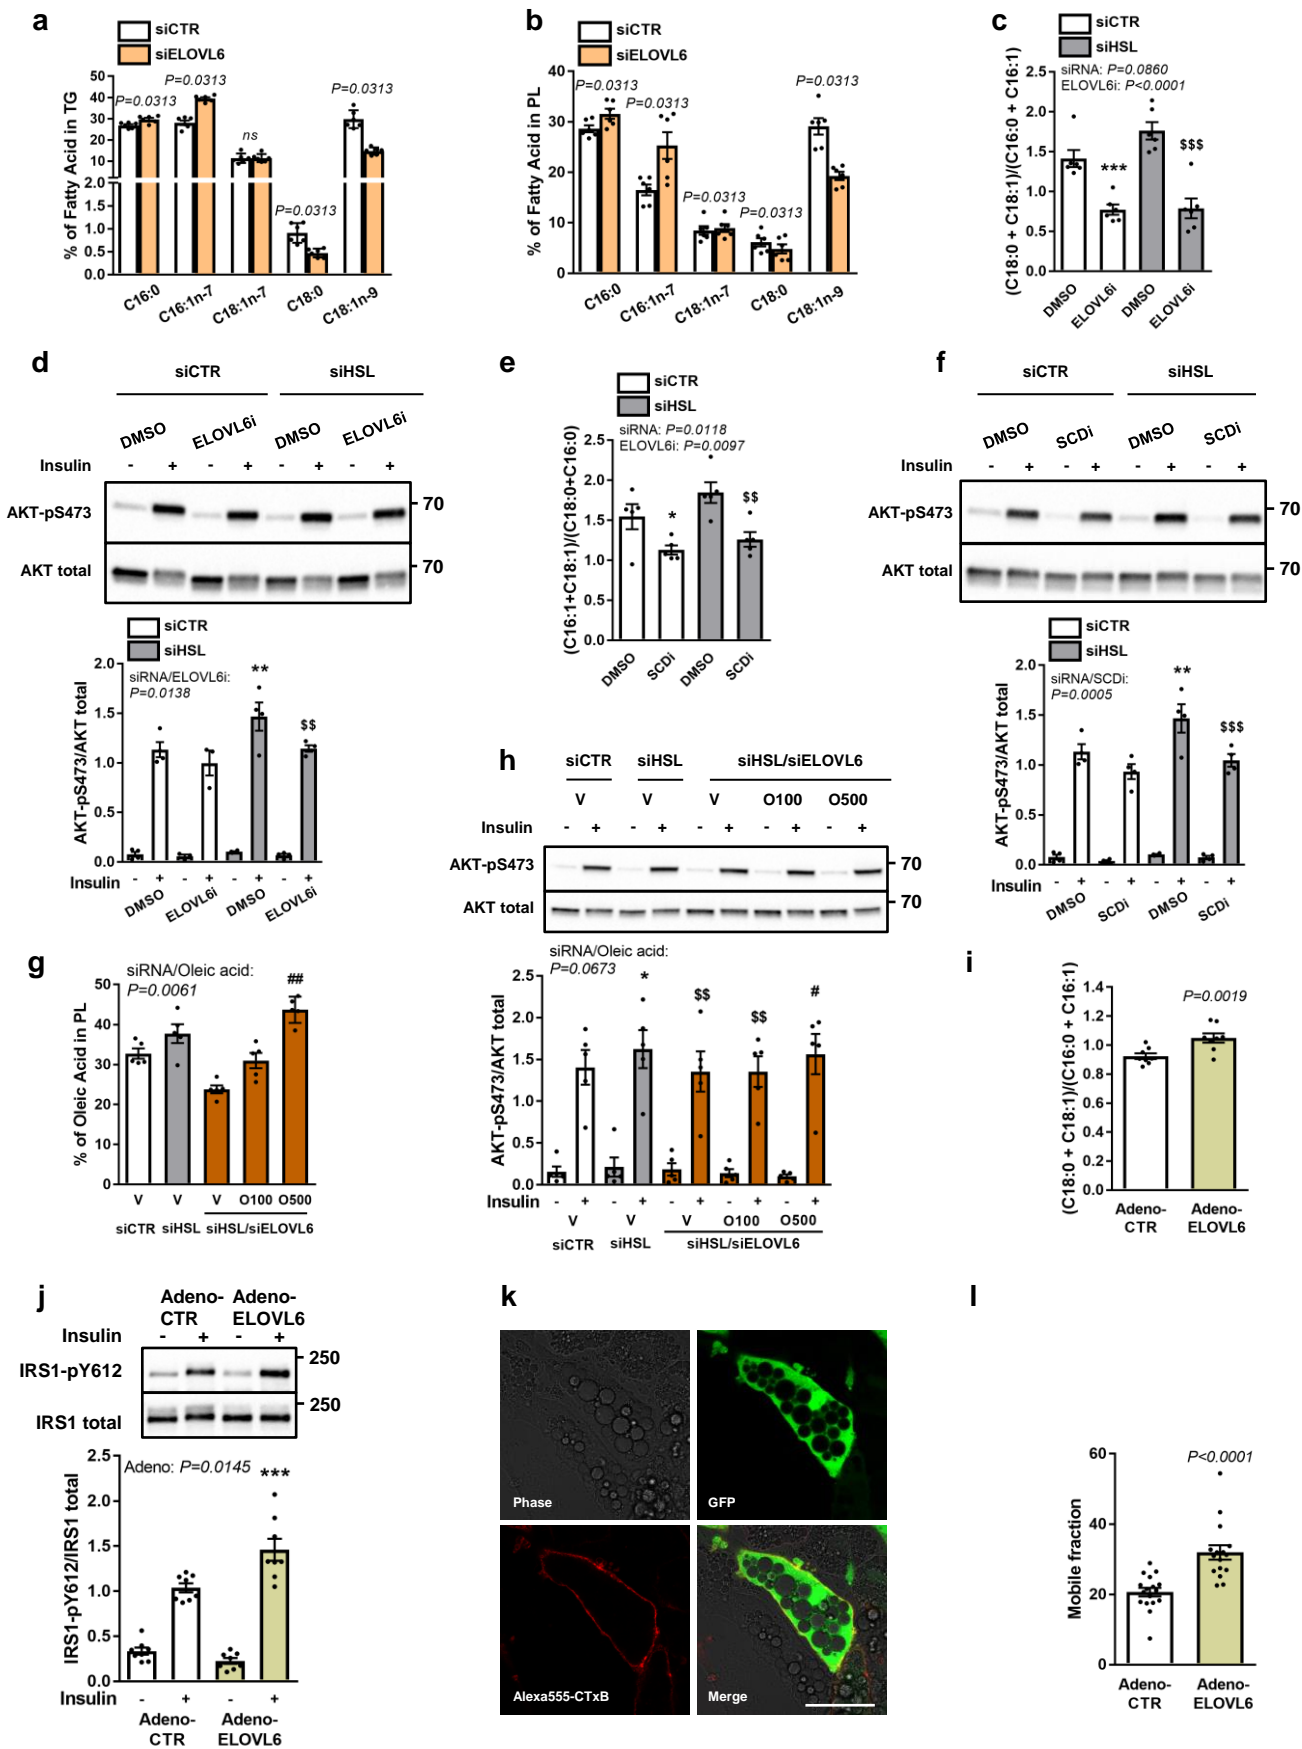 a
siCTR
siELOVL6
% of Fatty Acid in TG
50
40
30
20
10
2.0
1.5
1.0
0.5
0.0
P=0.0313
P=0.0313
ns
P=0.0313
P=0.0313
C16:0
C16:1n-7
C18:1n-7
C18:0
C18:1n-9
b
siCTR
siELOVL6
% of Fatty Acid in PL
40
30
20
10
0
P=0.0313
P=0.0313
P=0.0313
P=0.0313
P=0.0313
C16:0
C16:1n-7
C18:1n-7
C18:0
C18:1n-9
c
siCTR
siHSL
siRNA: P=0.0860
ELOVL6i: P<0.0001
(C18:0 + C18:1)/(C16:0 + C16:1)
2.5
2.0
1.5
1.0
0.5
0.0
***
$$$
DMSO
ELOVL6i
DMSO
ELOVL6i
d
siCTR
siHSL
DMSO
ELOVL6i
DMSO
ELOVL6i
Insulin - + - + - + - +
AKT-pS473
70
AKT total
70
siCTR
siHSL
siRNA/ELOVL6i:
P=0.0138
AKT-pS473/AKT total
2.0
1.5
1.0
0.5
0.0
**
$$
Insulin - + - + - + - +
DMSO
ELOVL6i
DMSO
ELOVL6i
e
siCTR
siHSL
siRNA: P=0.0118
ELOVL6i: P=0.0097
(C16:1+C18:1)/(C18:0+C16:0)
2.5
2.0
1.5
1.0
0.5
0.0
*
$$
DMSO
SCDi
DMSO
SCDi
f
siCTR
siHSL
DMSO
SCDi
DMSO
SCDi
Insulin - + - + - + - +
AKT-pS473
70
AKT total
70
siCTR
siHSL
siRNA/SCDi:
P=0.0005
AKT-pS473/AKT total
2.0
1.5
1.0
0.5
0.0
**
$$$
Insulin - + - + - + - +
DMSO
SCDi
DMSO
SCDi
g
siRNA/Oleic acid:
P=0.0061
% of Oleic Acid in PL
50
40
30
20
10
0
##
V V V O100 O500
siCTR siHSL siHSL/siELOVL6
h
siCTR siHSL siHSL/siELOVL6
V V V O100 O500
Insulin - + - + - + - + - +
AKT-pS473
70
AKT total
70
siRNA/Oleic acid:
P=0.0673
AKT-pS473/AKT total
2.5
2.0
1.5
1.0
0.5
0.0
*
$$
$$
#
Insulin - + - + - + - + - +
V V V O100 O500
siCTR siHSL siHSL/siELOVL6
i
(C18:0 + C18:1)/(C16:0 + C16:1)
1.4
1.2
1.0
0.8
0.6
0.4
0.2
0.0
P=0.0019
Adeno-CTR
Adeno-ELOVL6
j
Adeno- Adeno-
CTR ELOVL6
Insulin - + - +
IRS1-pY612
250
IRS1 total
250
Adeno: P=0.0145
***
IRS1-pY612/IRS1 total
2.5
2.0
1.5
1.0
0.5
0.0
Insulin - + - +
Adeno- Adeno-
CTR ELOVL6
k
Phase
GFP
Alexa555-CTxB
Merge
l
Mobile fraction
60
40
20
0
P<0.0001
Adeno- Adeno-
CTR ELOVL6